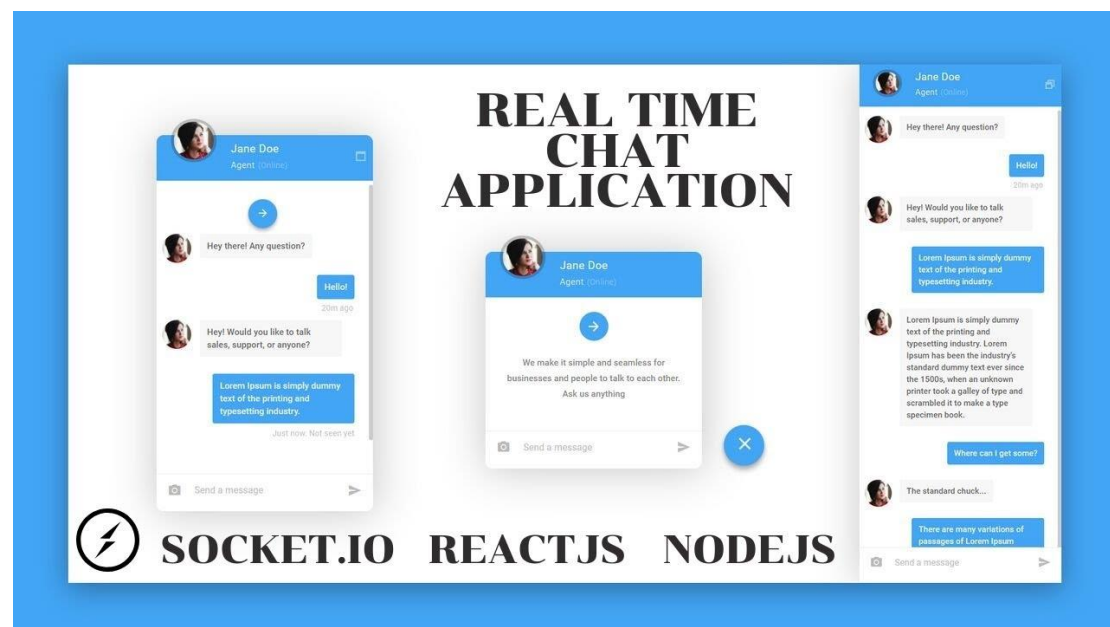 REAL TIME
CHAT
APPLICATION
Jane Doe
Agent (Online)
Hey there! Any question?
Hello!
20m ago
Hey! Would you like to talk
sales, support, or anyone?
Lorem Ipsum is simply dummy
text of the printing and
typesetting industry.
Just now. Not seen yet
Send a message
Jane Doe
Agent (Online)
We make it simple and seamless for
businesses and people to talk to each other.
Ask us anything
Send a message
Jane Doe
Agent (Online)
Hey there! Any question?
Hello!
20m ago
Hey! Would you like to talk
sales, support, or anyone?
Lorem Ipsum is simply dummy
text of the printing and
typesetting industry.
Lorem Ipsum is simply dummy
text of the printing and
typesetting industry. Lorem
Ipsum has been the industry's
standard dummy text ever since
the 1500s, when an unknown
printer took a galley of type and
scrambled it to make a type
specimen book.
Where can I get some?
The standard chuck...
There are many variations of
passages of Lorem Ipsum
Send a message
SOCKET.IO REACTJS NODEJS